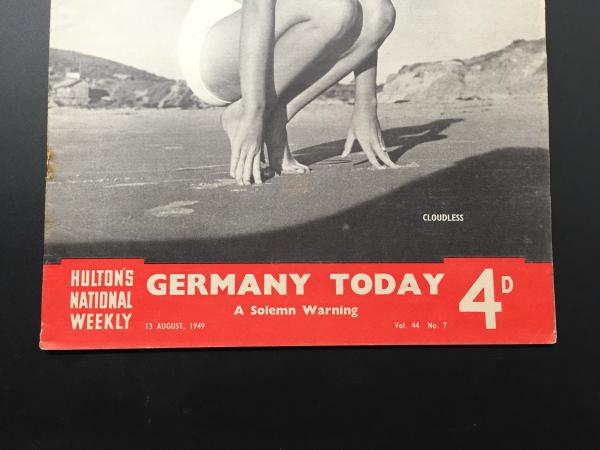 CLOUDLESS
HULTON'S
NATIONAL
WEEKLY
GERMANY TODAY
A Solemn Warning
13 AUGUST, 1949
Vol. 44 No. 7
4D